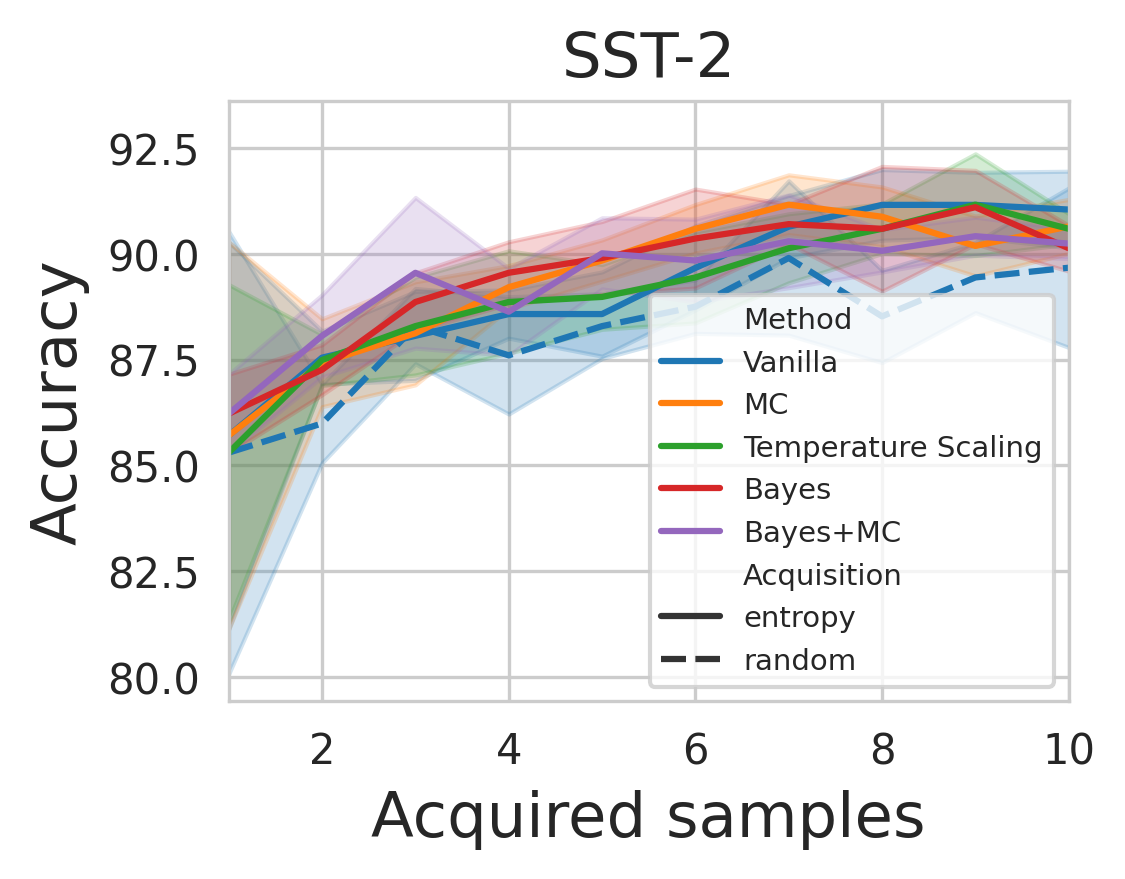 SST-2
Accuracy
92.5
90.0
87.5
85.0
82.5
80.0
Method
Vanilla
MC
Temperature Scaling
Bayes
Bayes+MC
Acquisition
entropy
random
2 4 6 8 10
Acquired samples